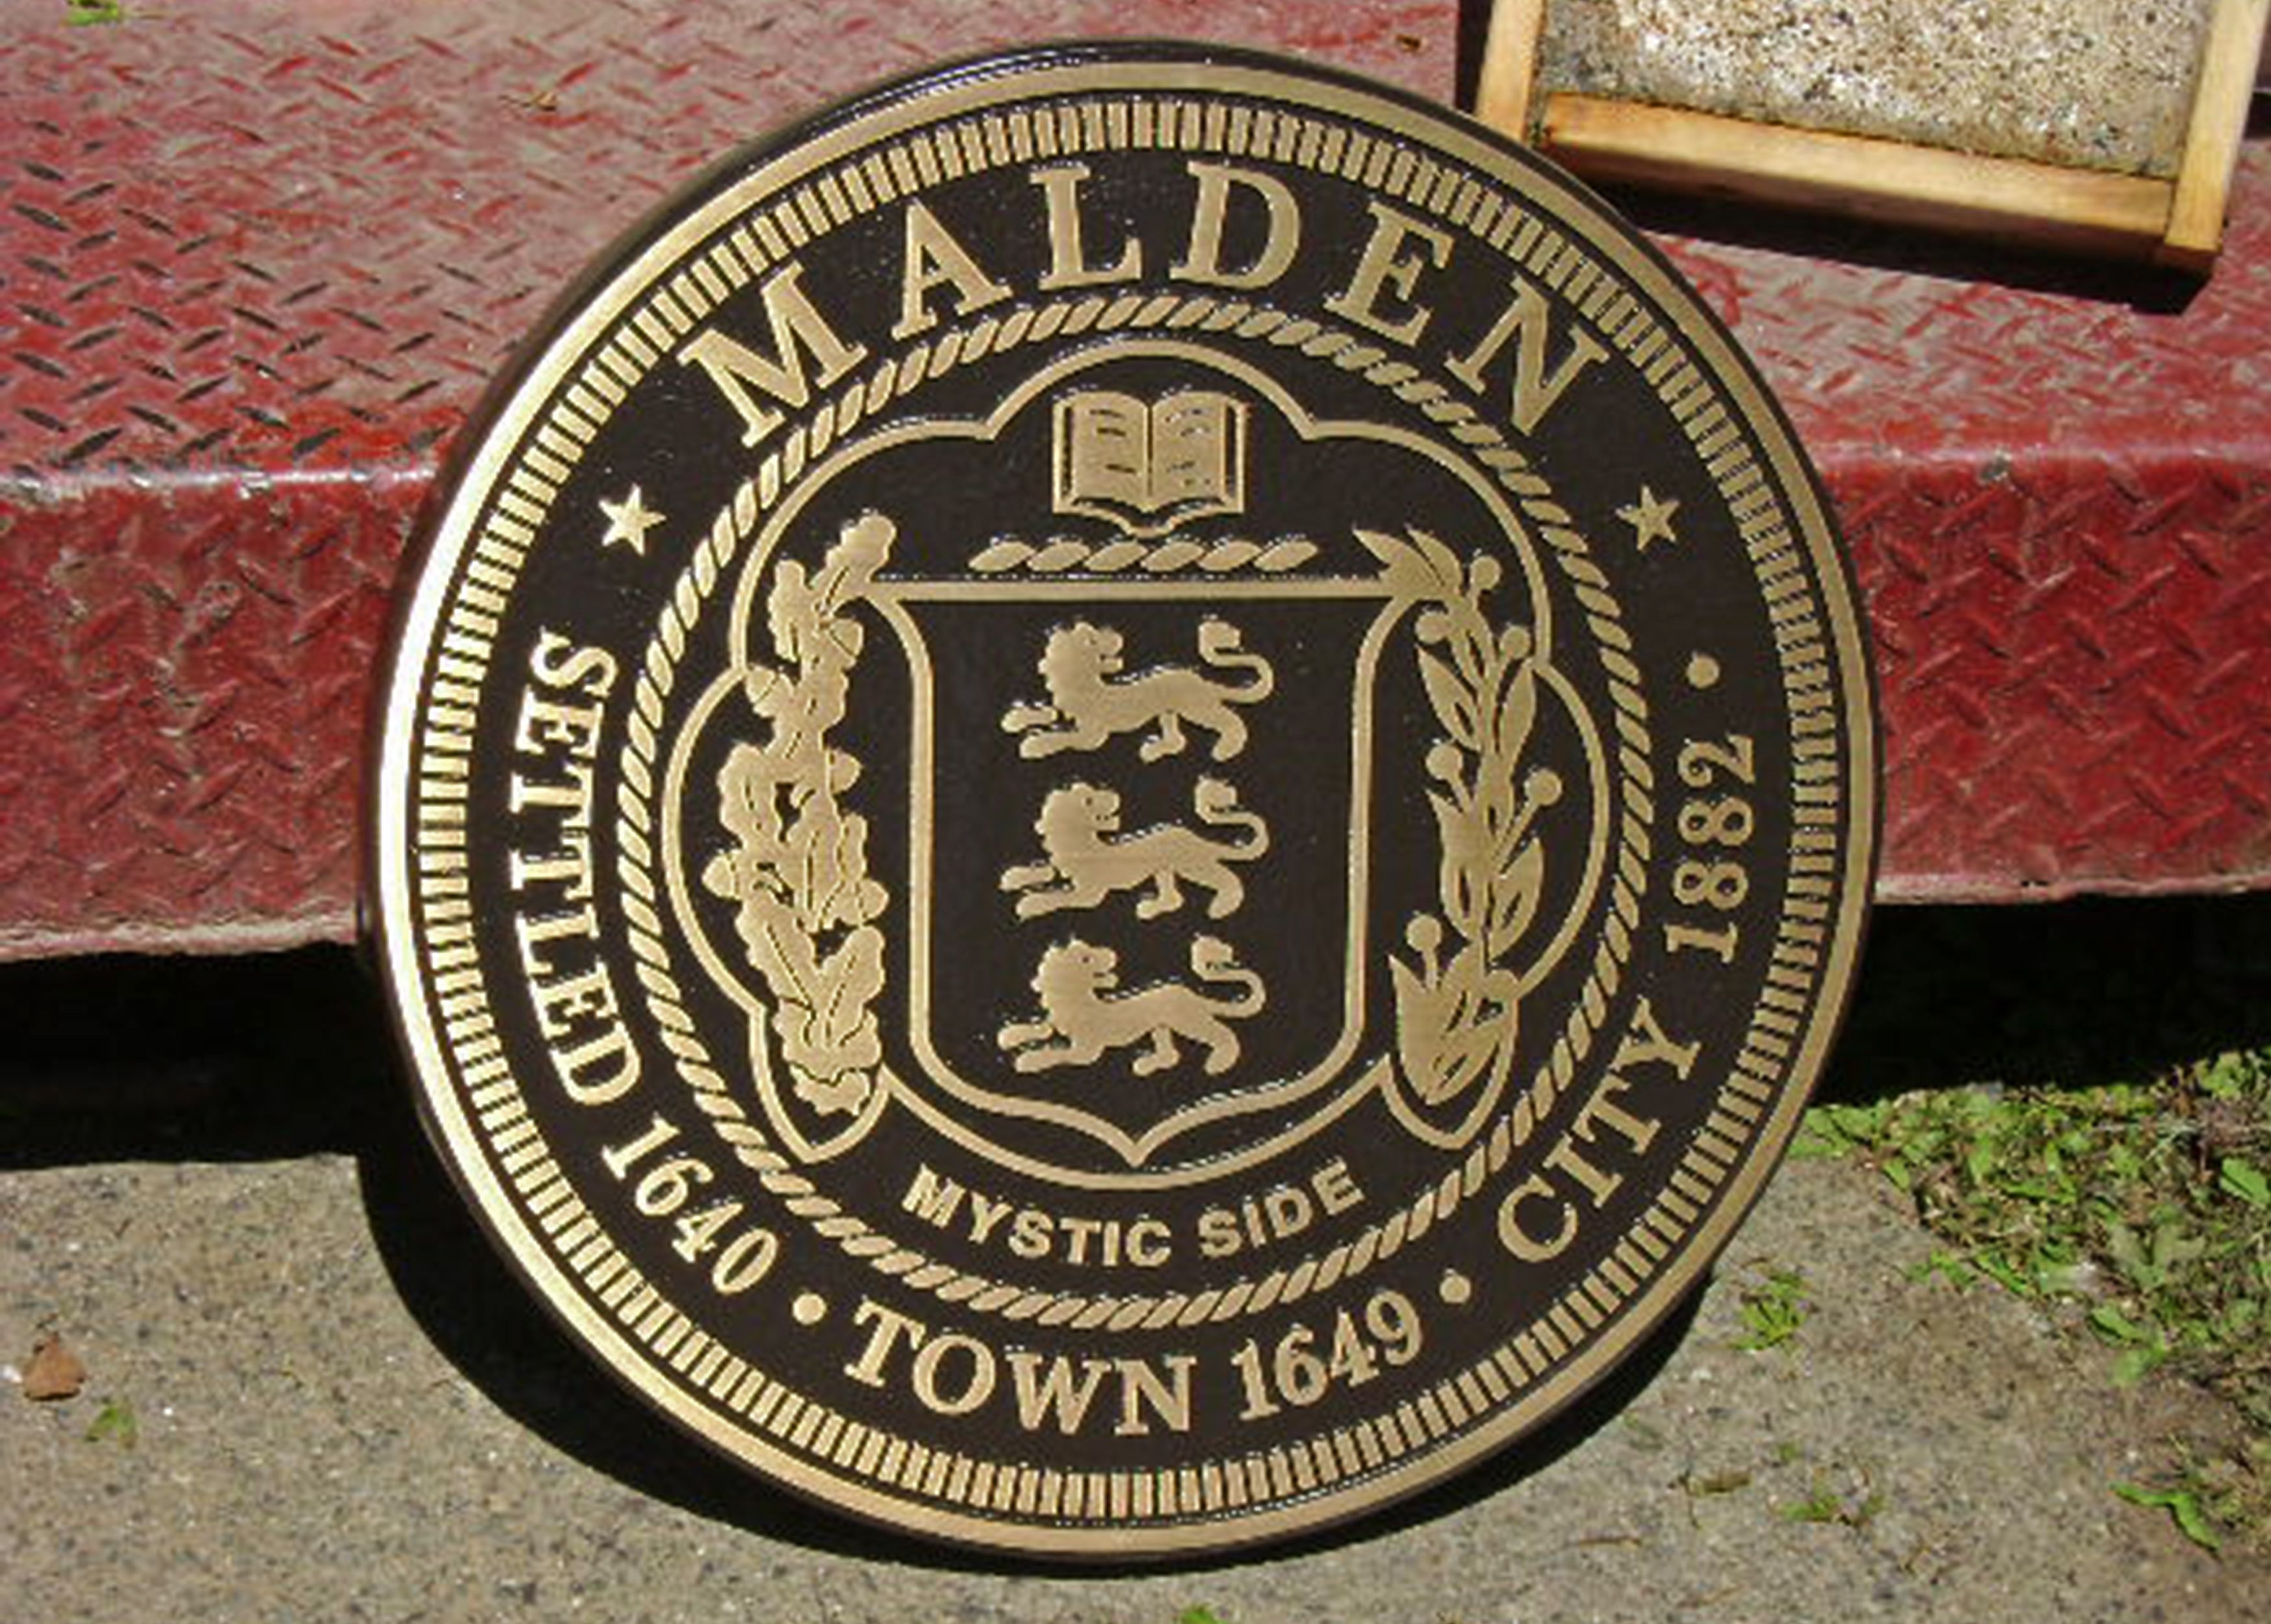 MALDEN
SETTLED 1640 • TOWN 1649 • CITY 1882 •
MYSTIC SIDE